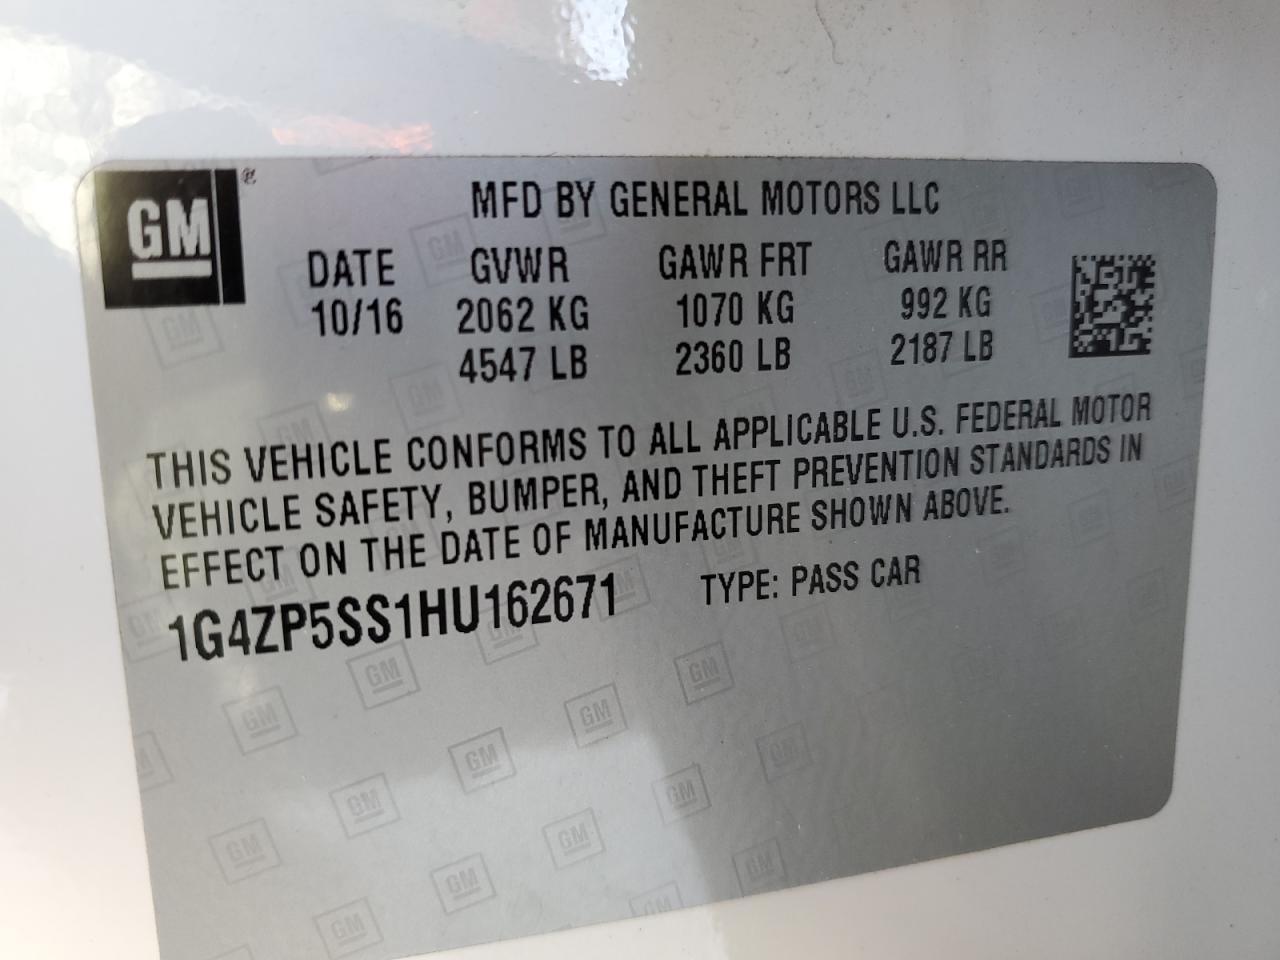 GM®
MFD BY GENERAL MOTORS LLC
DATE GVWR GAWR FRT GAWR RR
10/16 2062 KG 1070 KG 992 KG
4547 LB 2360 LB 2187 LB
THIS VEHICLE CONFORMS TO ALL APPLICABLE U.S. FEDERAL MOTOR
VEHICLE SAFETY, BUMPER, AND THEFT PREVENTION STANDARDS IN
EFFECT ON THE DATE OF MANUFACTURE SHOWN ABOVE.
1G4ZP5SS1HU162671 TYPE: PASS CAR